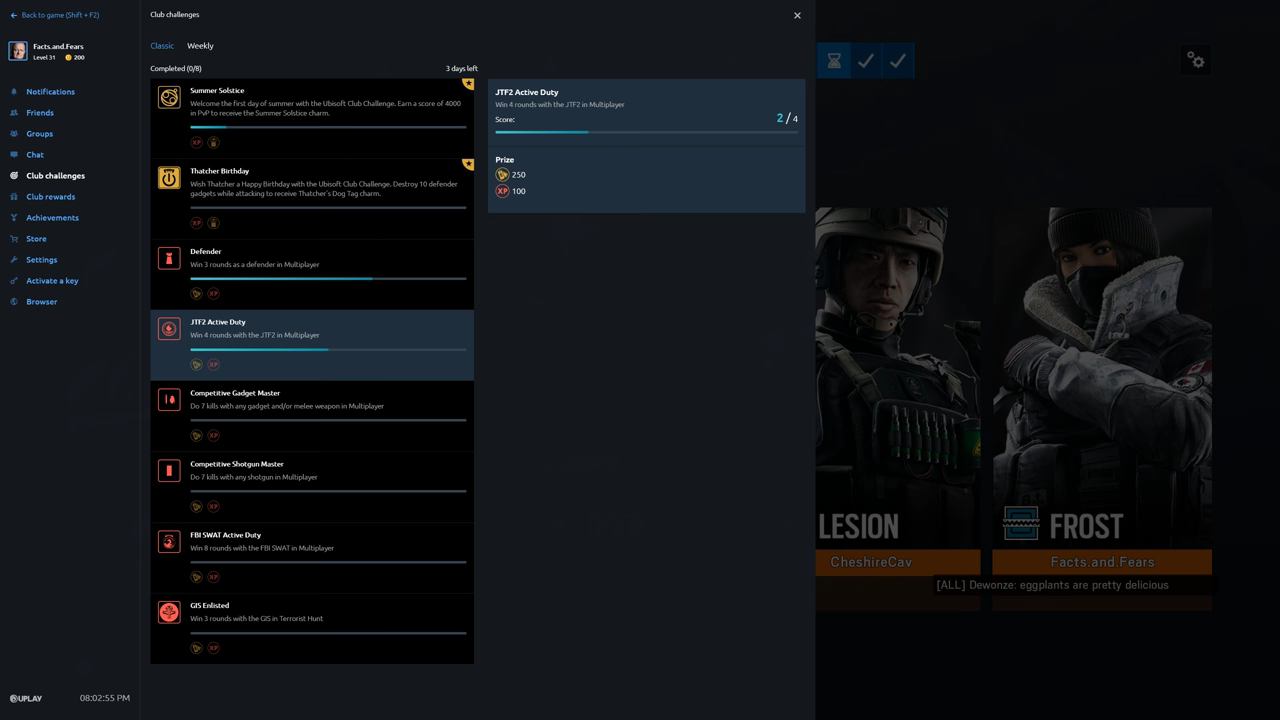 Back to game (Shift + F2)
Facts.and.Fears
Level 31 200
Notifications
Friends
Groups
Chat
Club challenges
Club rewards
Achievements
Store
Settings
Activate a key
Browser
UPLAY
08:02:55 PM
Club challenges
Classic Weekly
Completed (0/8) 3 days left
Summer Solstice
Welcome the first day of summer with the Ubisoft Club Challenge. Earn a score of 4000
in PvP to receive the Summer Solstice charm.
XP
Thatcher Birthday
Wish Thatcher a Happy Birthday with the Ubisoft Club Challenge. Destroy 10 defender
gadgets while attacking to receive Thatcher's Dog Tag charm.
XP
Defender
Win 3 rounds as a defender in Multiplayer
XP
JTF2 Active Duty
Win 4 rounds with the JTF2 in Multiplayer
XP
Competitive Gadget Master
Do 7 kills with any gadget and/or melee weapon in Multiplayer
XP
Competitive Shotgun Master
Do 7 kills with any shotgun in Multiplayer
XP
FBI SWAT Active Duty
Win 8 rounds with the FBI SWAT in Multiplayer
XP
GIS Enlisted
Win 3 rounds with the GIS in Terrorist Hunt
XP
JTF2 Active Duty
Win 4 rounds with the JTF2 in Multiplayer
Score: 2 / 4
Prize
250
XP 100
LESION
CheshireCav
FROST
Facts.and.Fears
[ALL] Dewonze: eggplants are pretty delicious